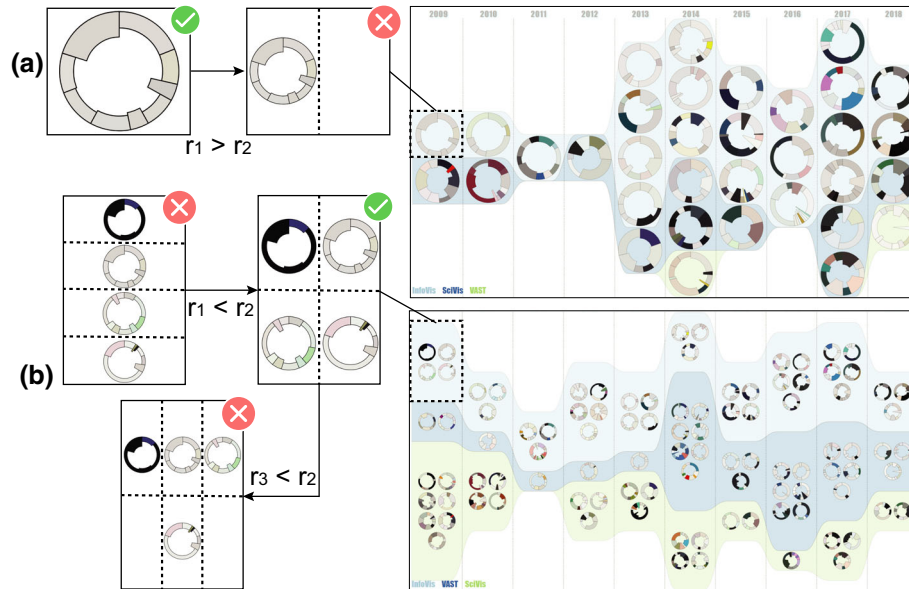 2009 2010 2011 2012 2013 2014 2015 2016 2017 2018
(a)
r1 > r2
InfoVis SciVis VAST
r1 < r2
(b)
r3 < r2
InfoVis VAST SciVis